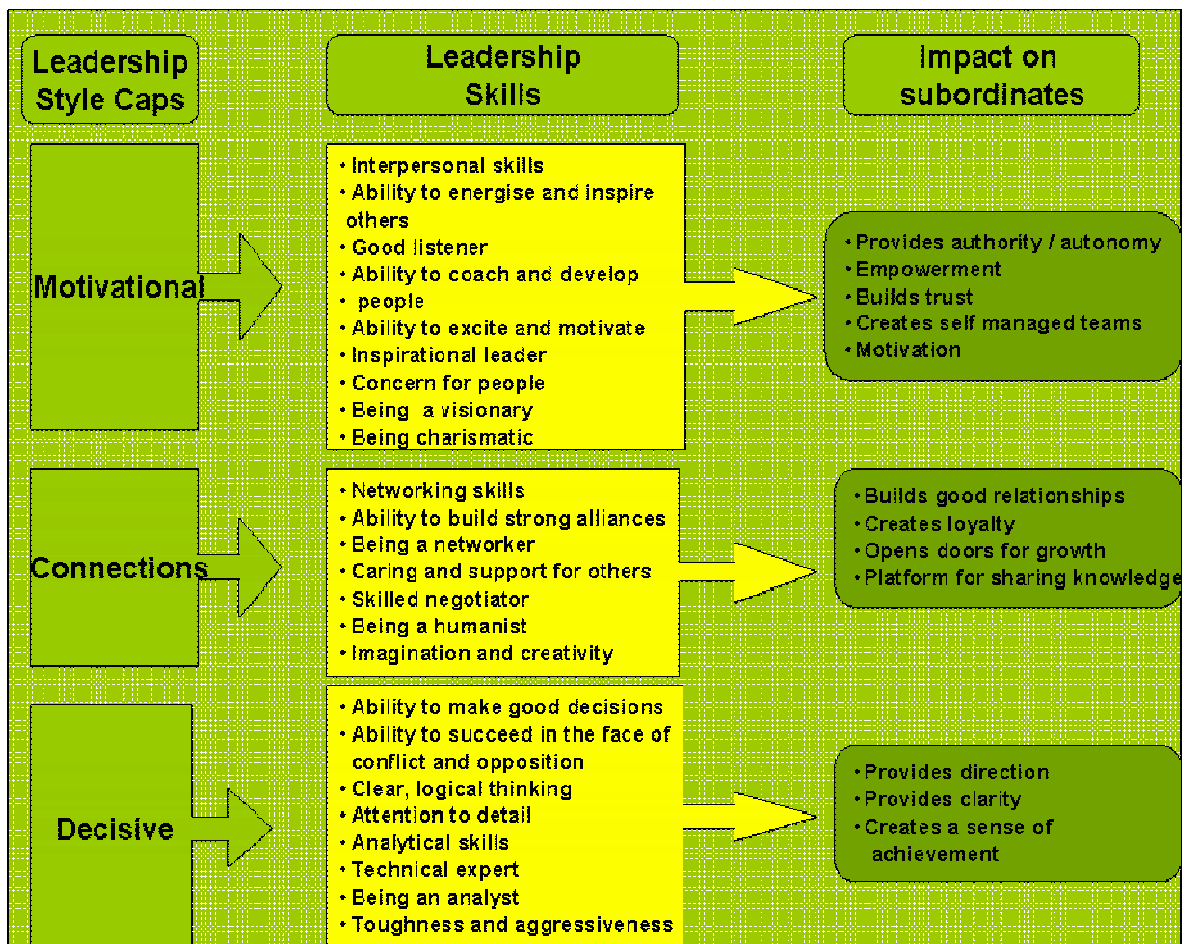 Leadership
Style Caps
Leadership
Skills
Impact on
subordinates
Motivational
• Interpersonal skills
• Ability to energise and inspire
others
• Good listener
• Ability to coach and develop
• people
• Ability to excite and motivate
• Inspirational leader
• Concern for people
• Being a visionary
• Being charismatic
• Provides authority / autonomy
• Empowerment
• Builds trust
• Creates self managed teams
• Motivation
Connections
• Networking skills
• Ability to build strong alliances
• Being a networker
• Caring and support for others
• Skilled negotiator
• Being a humanist
• Imagination and creativity
• Builds good relationships
• Creates loyalty
• Opens doors for growth
• Platform for sharing knowledge
Decisive
• Ability to make good decisions
• Ability to succeed in the face of
conflict and opposition
• Clear, logical thinking
• Attention to detail
• Analytical skills
• Technical expert
• Being an analyst
• Toughness and aggressiveness
• Provides direction
• Provides clarity
• Creates a sense of
achievement